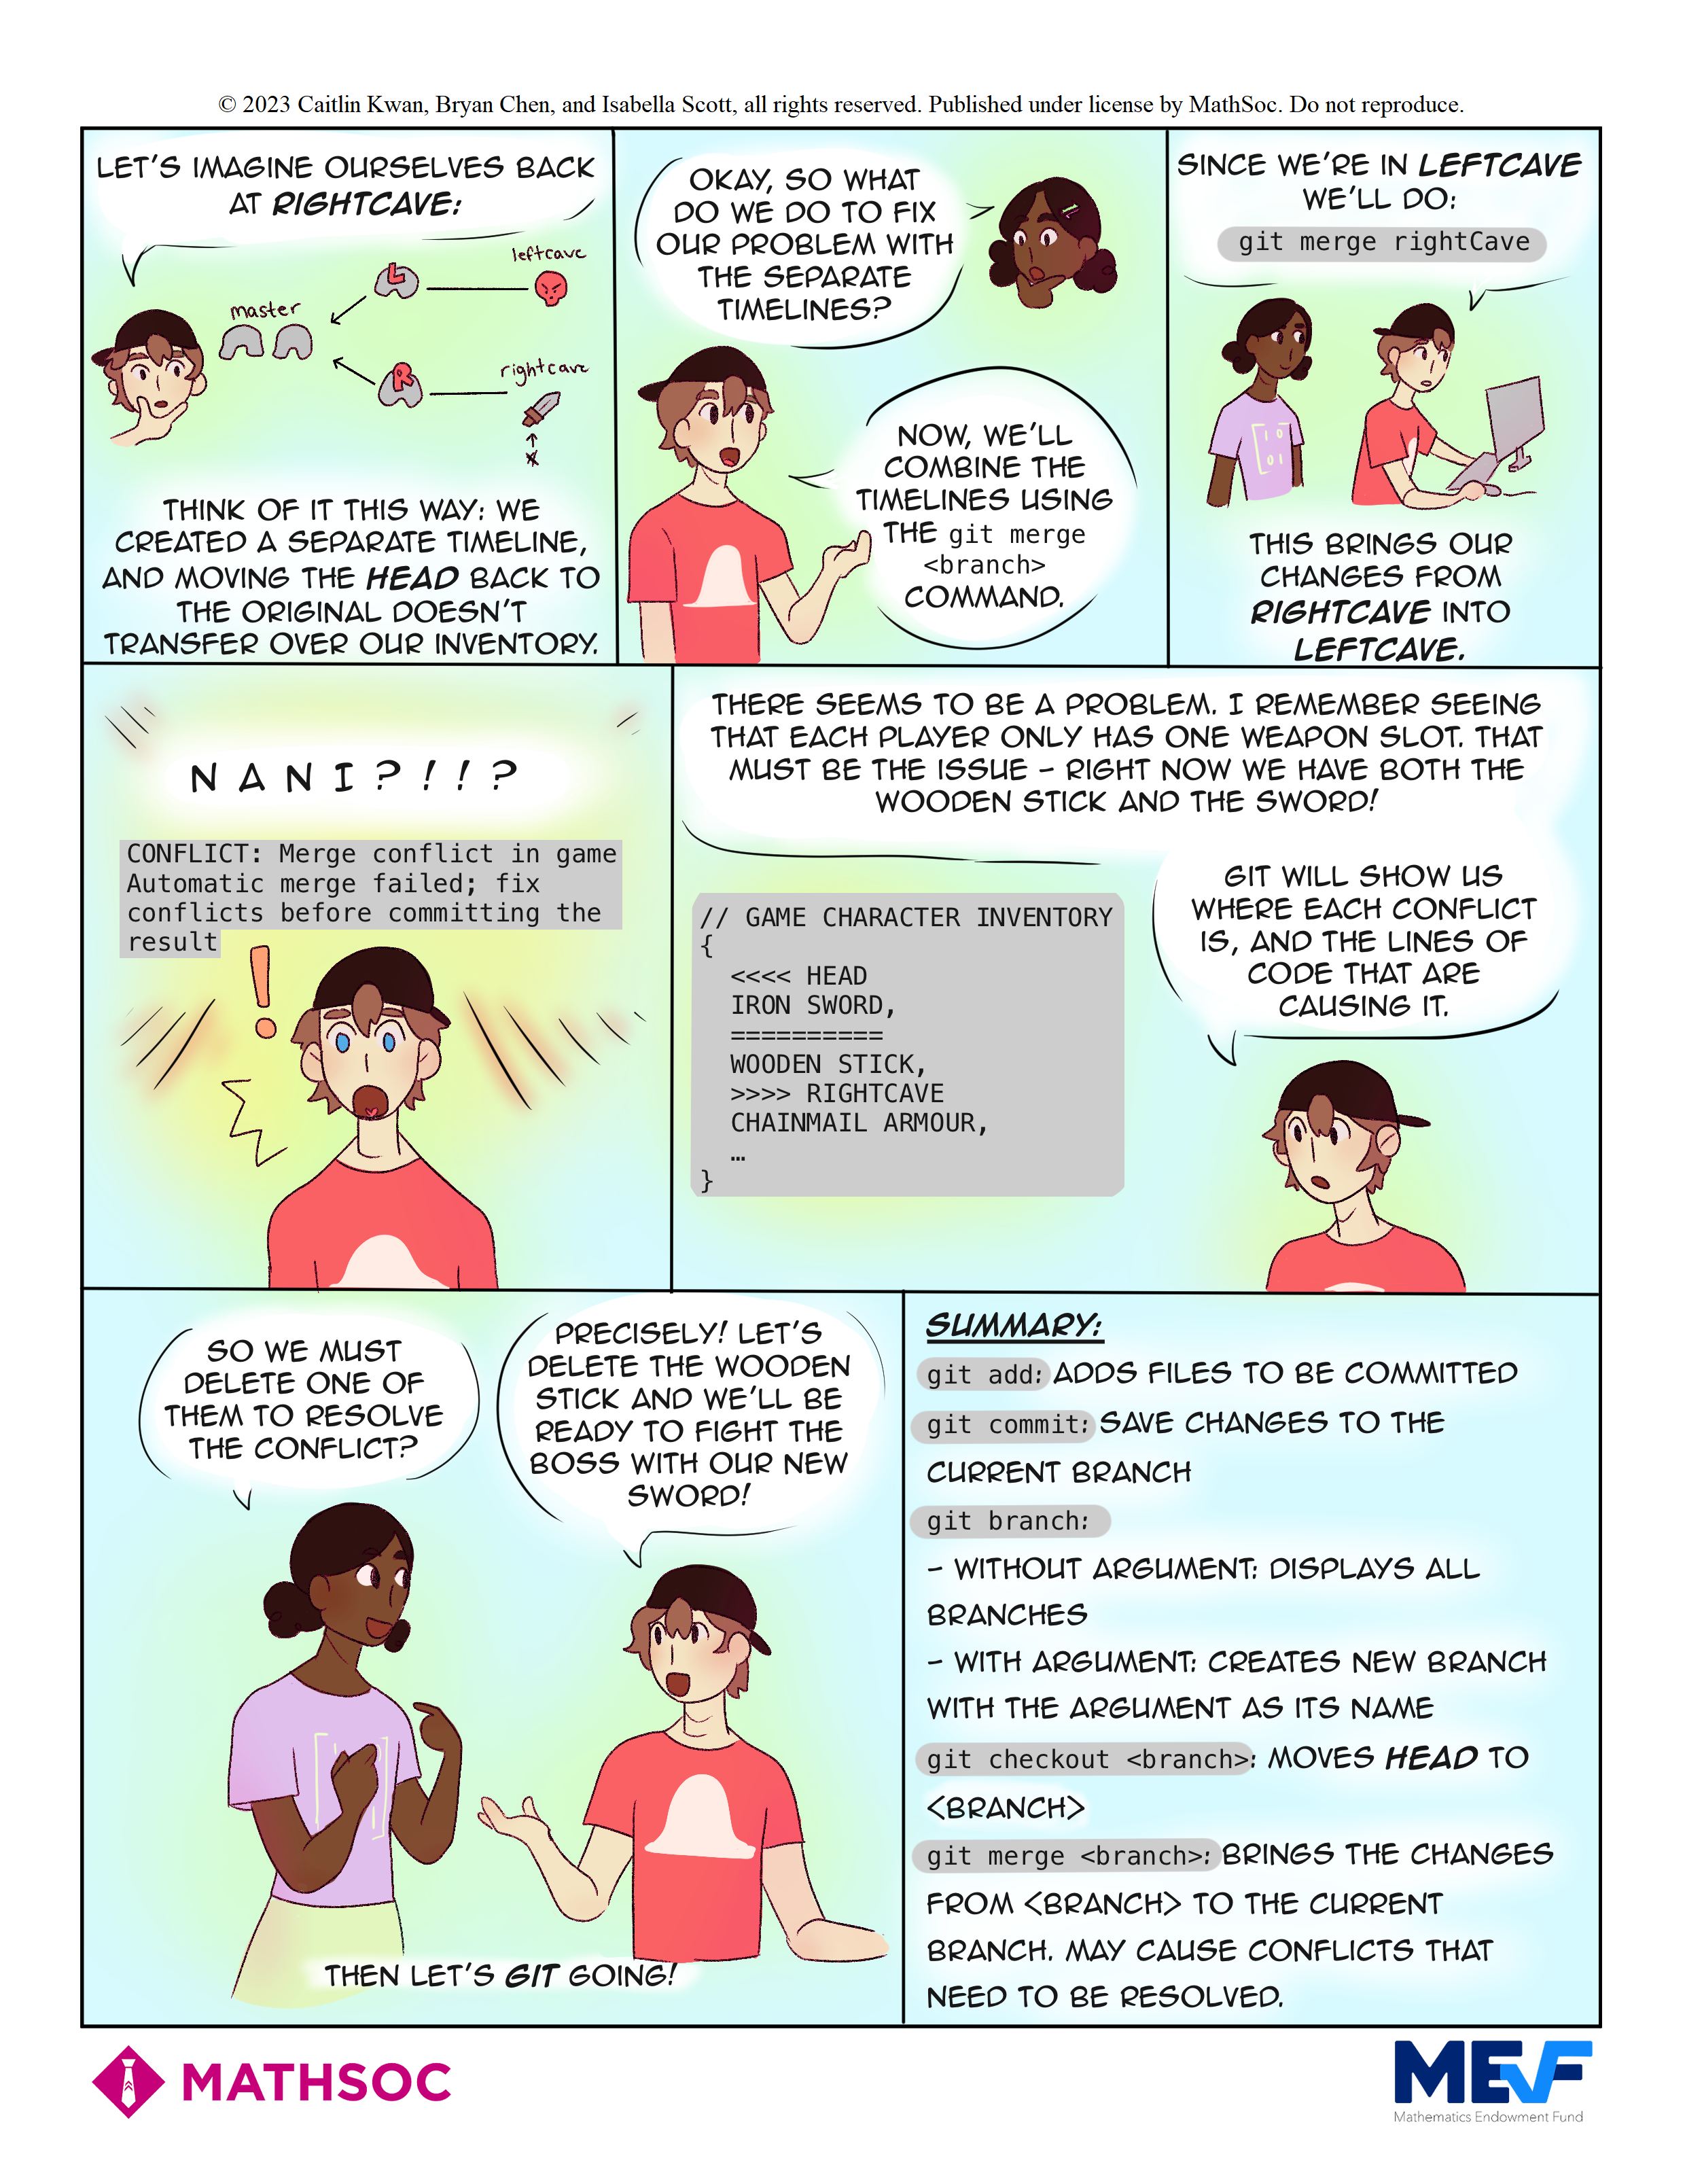 © 2023 Caitlin Kwan, Bryan Chen, and Isabella Scott, all rights reserved. Published under license by MathSoc. Do not reproduce.
LET'S IMAGINE OURSELVES BACK
AT RIGHTCAVE:
leftcave
L
master
R
rightcave
THINK OF IT THIS WAY: WE
CREATED A SEPARATE TIMELINE,
AND MOVING THE HEAD BACK TO
THE ORIGINAL DOESN'T
TRANSFER OVER OUR INVENTORY.
OKAY, SO WHAT
DO WE DO TO FIX
OUR PROBLEM WITH
THE SEPARATE
TIMELINES?
NOW, WE'LL
COMBINE THE
TIMELINES USING
THE git merge
<branch>
COMMAND.
SINCE WE'RE IN LEFTCAVE
WE'LL DO:
git merge rightCave
10
01
THIS BRINGS OUR
CHANGES FROM
RIGHTCAVE INTO
LEFTCAVE.
N A N I ? ! ! ?
CONFLICT: Merge conflict in game
Automatic merge failed; fix
conflicts before committing the
result
!
THERE SEEMS TO BE A PROBLEM. I REMEMBER SEEING
THAT EACH PLAYER ONLY HAS ONE WEAPON SLOT. THAT
MUST BE THE ISSUE – RIGHT NOW WE HAVE BOTH THE
WOODEN STICK AND THE SWORD!
// GAME CHARACTER INVENTORY
{
<<<< HEAD
IRON SWORD,
==========
WOODEN STICK,
>>>> RIGHTCAVE
CHAINMAIL ARMOUR,
…
}
GIT WILL SHOW US
WHERE EACH CONFLICT
IS, AND THE LINES OF
CODE THAT ARE
CAUSING IT.
SO WE MUST
DELETE ONE OF
THEM TO RESOLVE
THE CONFLICT?
PRECISELY! LET'S
DELETE THE WOODEN
STICK AND WE'LL BE
READY TO FIGHT THE
BOSS WITH OUR NEW
SWORD!
THEN LET'S GIT GOING!
SUMMARY:
git add: ADDS FILES TO BE COMMITTED
git commit: SAVE CHANGES TO THE
CURRENT BRANCH
git branch:
– WITHOUT ARGUMENT: DISPLAYS ALL
BRANCHES
– WITH ARGUMENT: CREATES NEW BRANCH
WITH THE ARGUMENT AS ITS NAME
git checkout <branch>: MOVES HEAD TO
<BRANCH>
git merge <branch>: BRINGS THE CHANGES
FROM <BRANCH> TO THE CURRENT
BRANCH. MAY CAUSE CONFLICTS THAT
NEED TO BE RESOLVED.
MATHSOC
MEF
Mathematics Endowment Fund